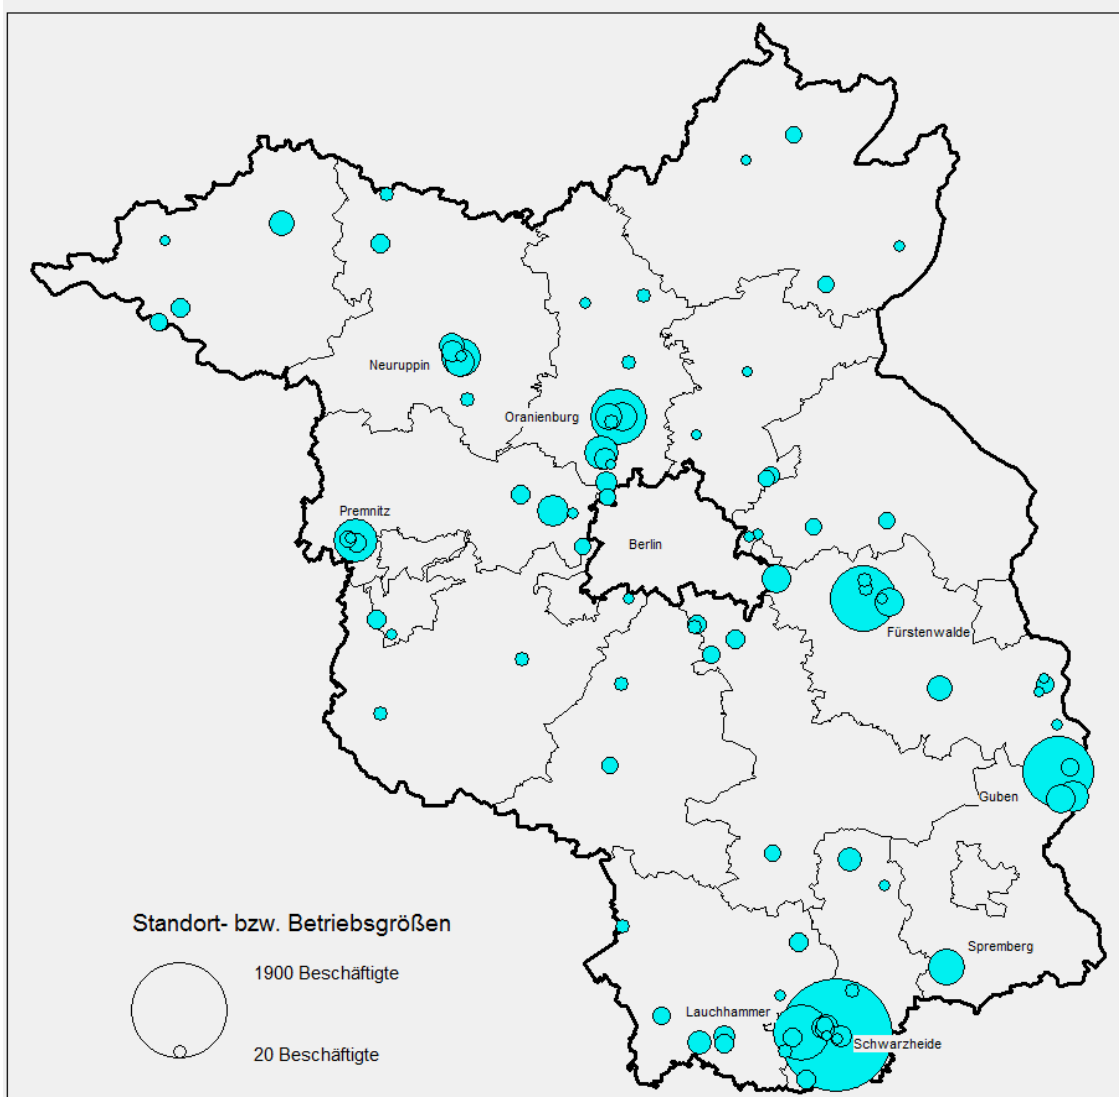 Neuruppin
Oranienburg
Premnitz
Berlin
Fürstenwalde
Guben
Standort- bzw. Betriebsgrößen
1900 Beschäftigte
20 Beschäftigte
Spremberg
Lauchhammer
Schwarzheide